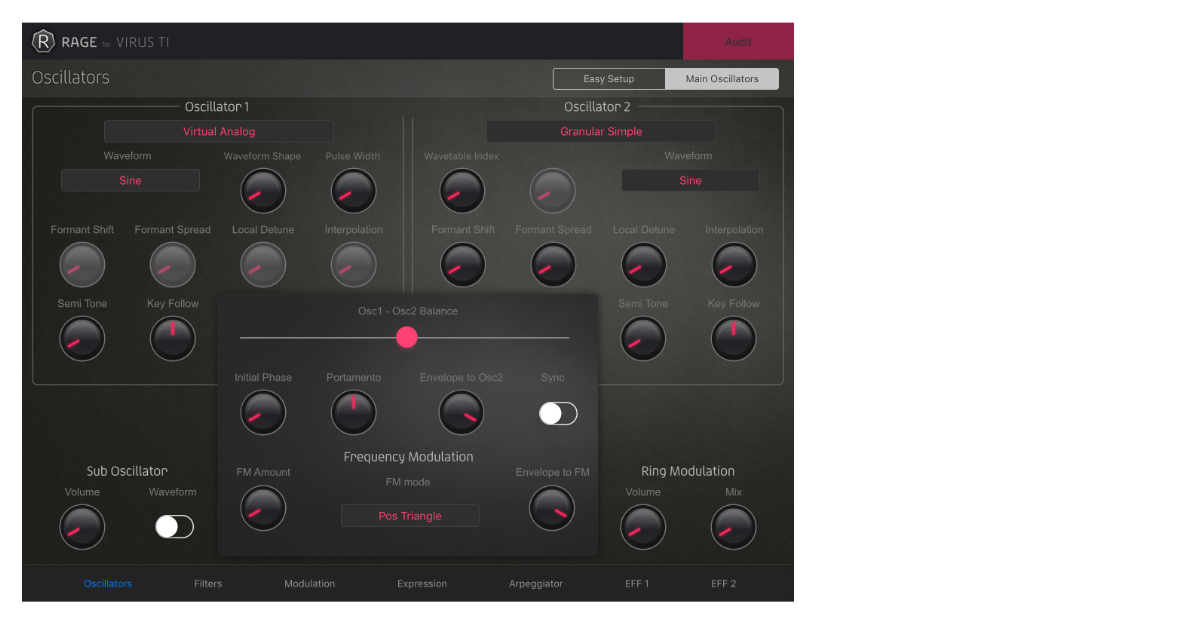 R RAGE for VIRUS TI
Audit
Oscillators
Easy Setup
Main Oscillators
Oscillator 1
Oscillator 2
Virtual Analog
Granular Simple
Waveform
Waveform Shape
Pulse Width
Wavetable Index
Waveform
Sine
Sine
Formant Shift
Formant Spread
Local Detune
Interpolation
Formant Shift
Formant Spread
Local Detune
Interpolation
Semi Tone
Key Follow
Osc1 - Osc2 Balance
Semi Tone
Key Follow
Initial Phase
Portamento
Envelope to Osc2
Sync
Frequency Modulation
Sub Oscillator
FM Amount
Envelope to FM
Ring Modulation
FM mode
Volume
Waveform
Volume
Mix
Pos Triangle
Oscillators
Filters
Modulation
Expression
Arpeggiator
EFF 1
EFF 2